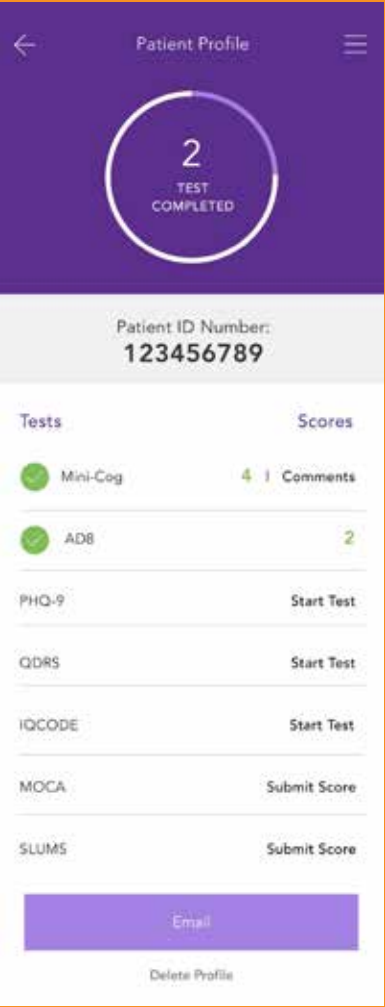 Patient Profile
2
TEST
COMPLETED
Patient ID Number:
123456789
Tests Scores
Mini-Cog 4 | Comments
AD8 2
PHQ-9 Start Test
QDRS Start Test
IQCODE Start Test
MOCA Submit Score
SLUMS Submit Score
Email
Delete Profile